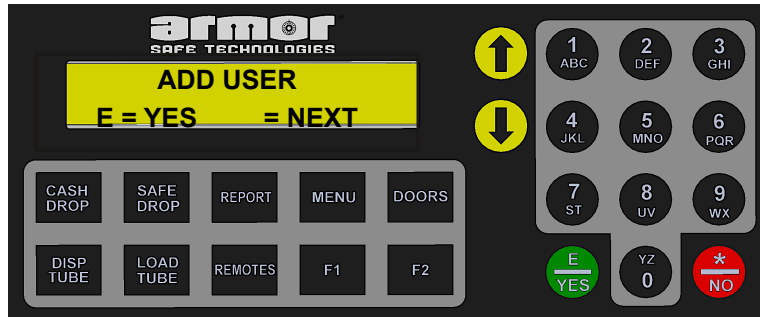 armor
SAFE TECHNOLOGIES
ADD USER
E = YES = NEXT
CASH DROP
SAFE DROP
REPORT
MENU
DOORS
DISP TUBE
LOAD TUBE
REMOTES
F1
F2
1
ABC
2
DEF
3
GHI
4
JKL
5
MNO
6
PQR
7
ST
8
UV
9
WX
E
YES
YZ
0
*
NO